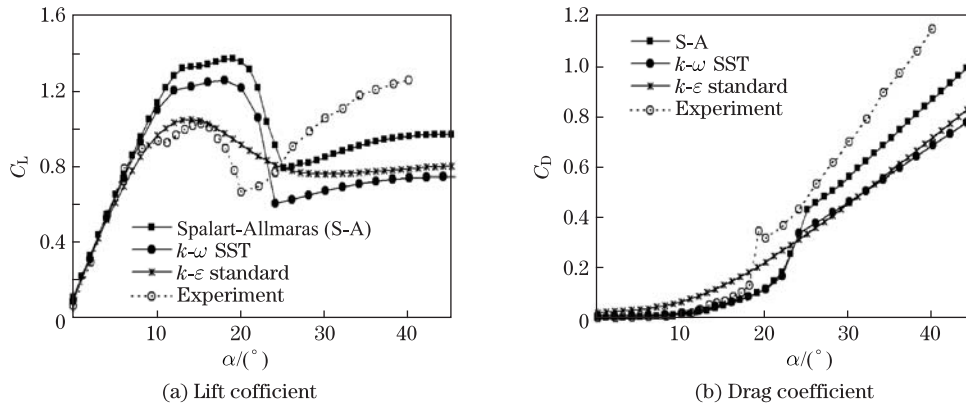 1.6
1.2
0.8
0.4
0
C_L
Spalart-Allmaras (S-A)
k-ω SST
k-ε standard
Experiment
10
20
30
40
α/(°)
(a) Lift cofficient
1.2
1.0
0.8
0.6
0.4
0.2
0
C_D
S-A
k-ω SST
k-ε standard
Experiment
10
20
30
40
α/(°)
(b) Drag coefficient